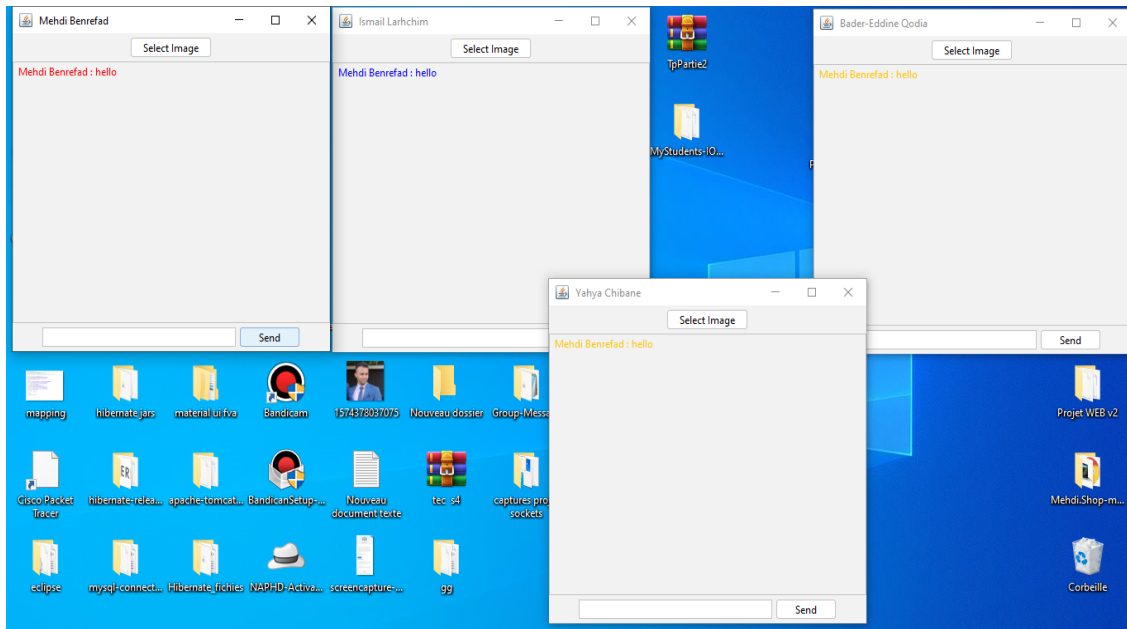 Mehdi Benrefad
Select Image
Mehdi Benrefad : hello
Send
Ismail Larhchim
Select Image
Mehdi Benrefad : hello
TpPartie2
MyStudents-IO...
Bader-Eddine Qodia
Select Image
Mehdi Benrefad : hello
Send
Yahya Chibane
Select Image
Mehdi Benrefad : hello
Send
mapping
hibernate jars
material ui fva
Bandicam
1574378037075
Nouveau dossier
Group-Messa
Projet WEB v2
Cisco Packet
Tracer
hibernate-relea...
apache-tomcat...
BandicanSetup-...
Nouveau
document texte
tec s4
captures pro
sockets
Mehdi.Shop-m...
eclipse
mysql-connect...
Hibernate_fichies
NAPHD-Activa...
screencapture-...
gg
Corbeille